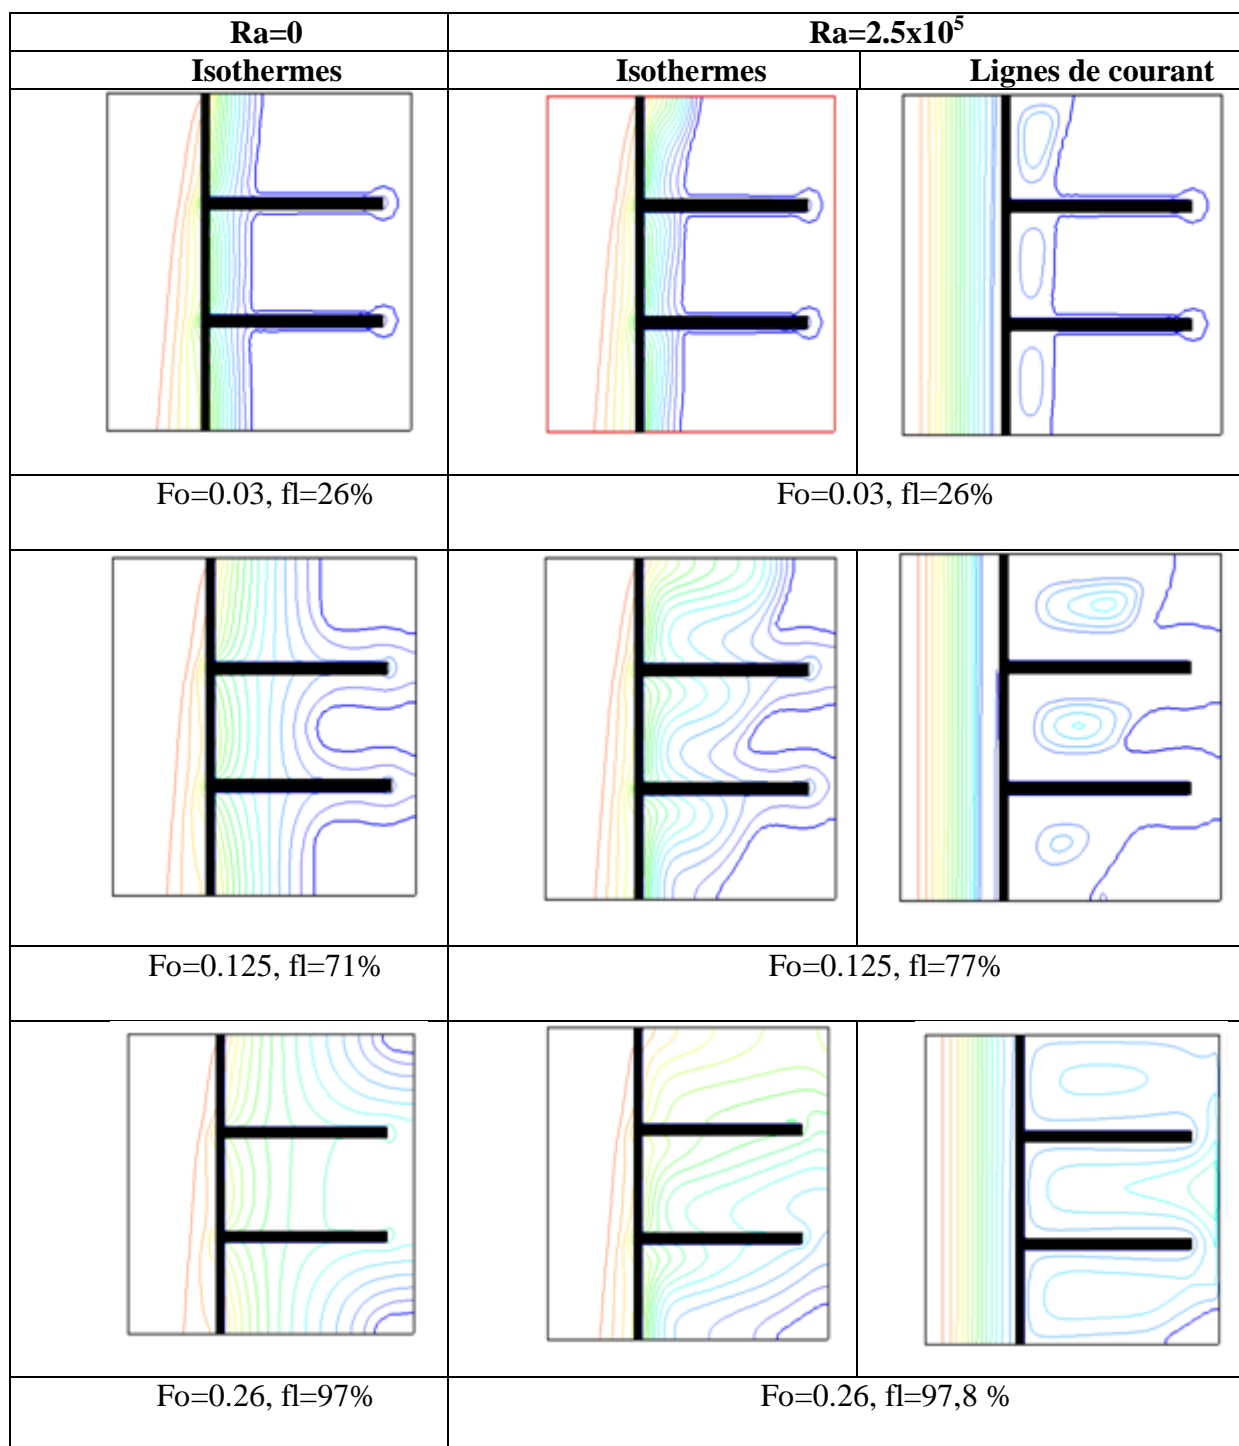 Ra=0
Ra=2.5x10⁵
Isothermes
Isothermes
Lignes de courant
Fo=0.03, fl=26%
Fo=0.03, fl=26%
Fo=0.125, fl=71%
Fo=0.125, fl=77%
Fo=0.26, fl=97%
Fo=0.26, fl=97,8 %